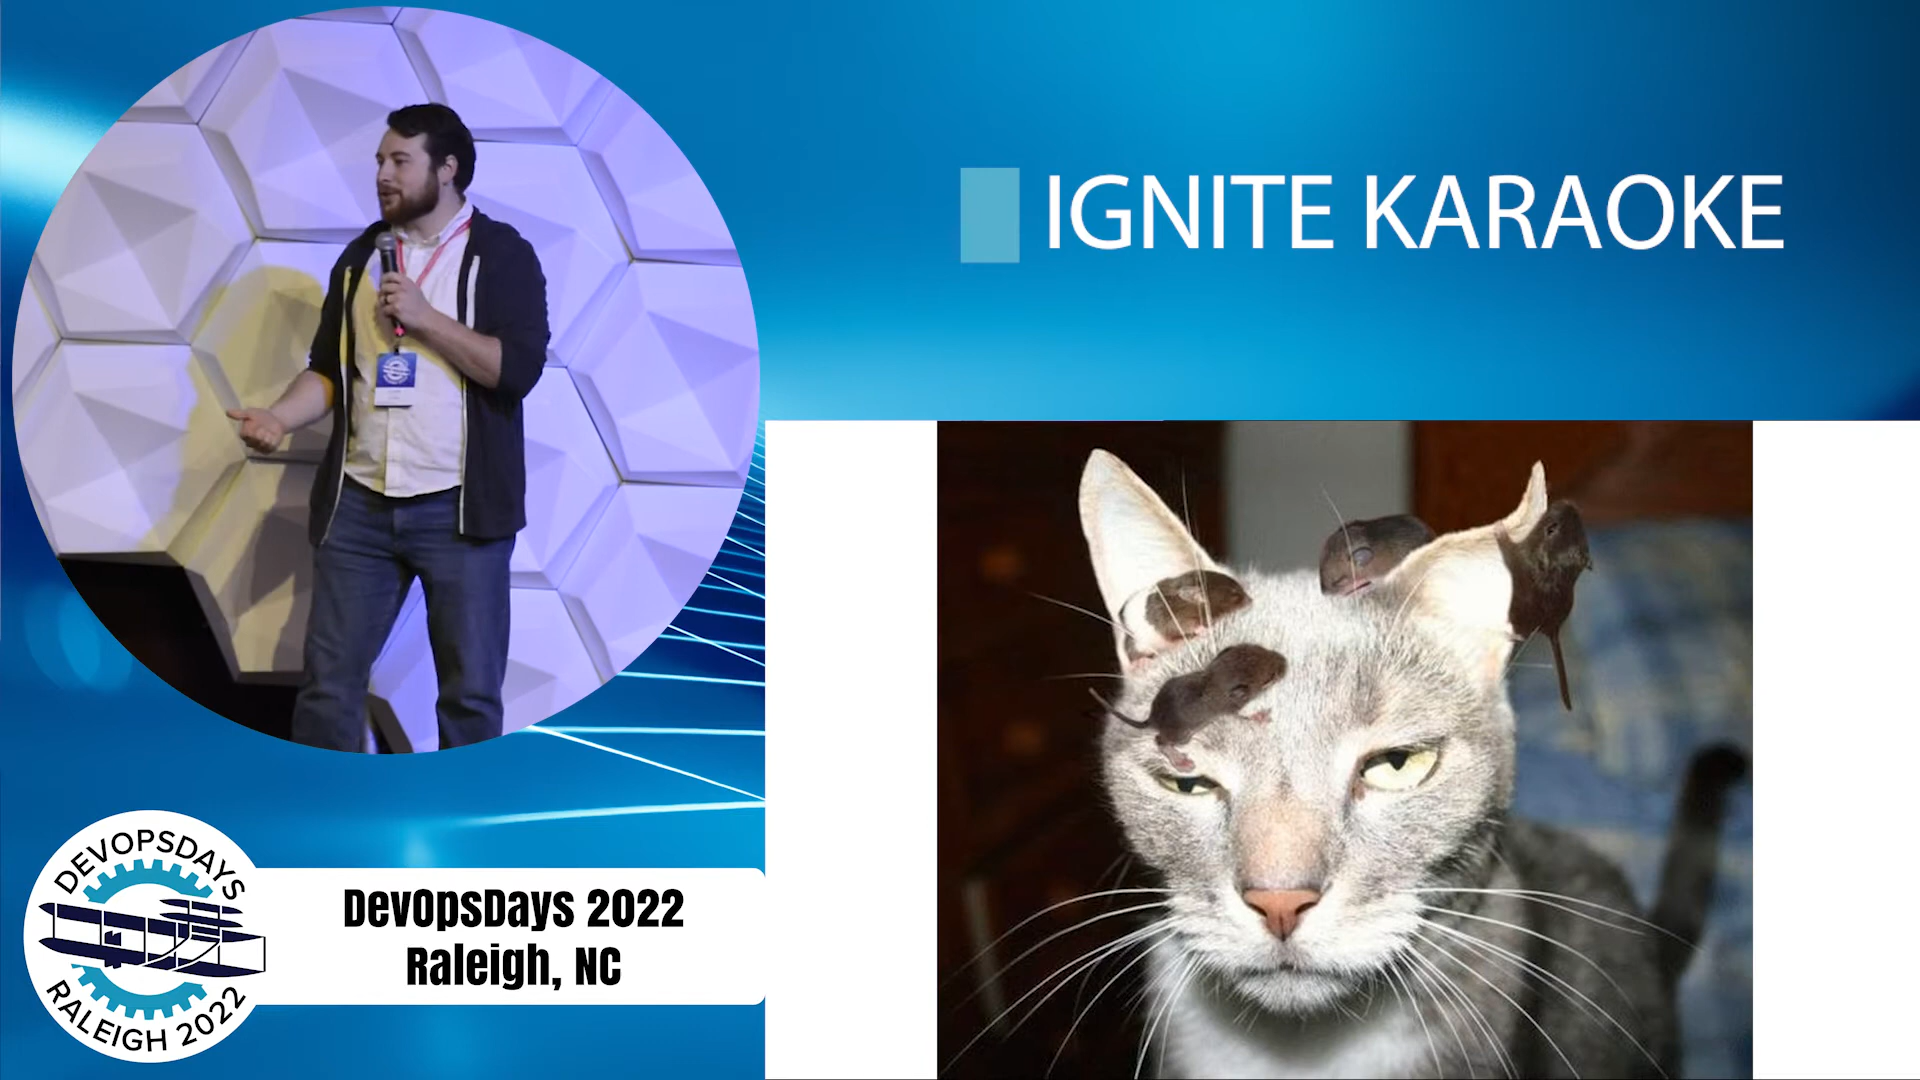 IGNITE KARAOKE
DEVOPSDAYS
RALEIGH 2022
DevOpsDays 2022
Raleigh, NC